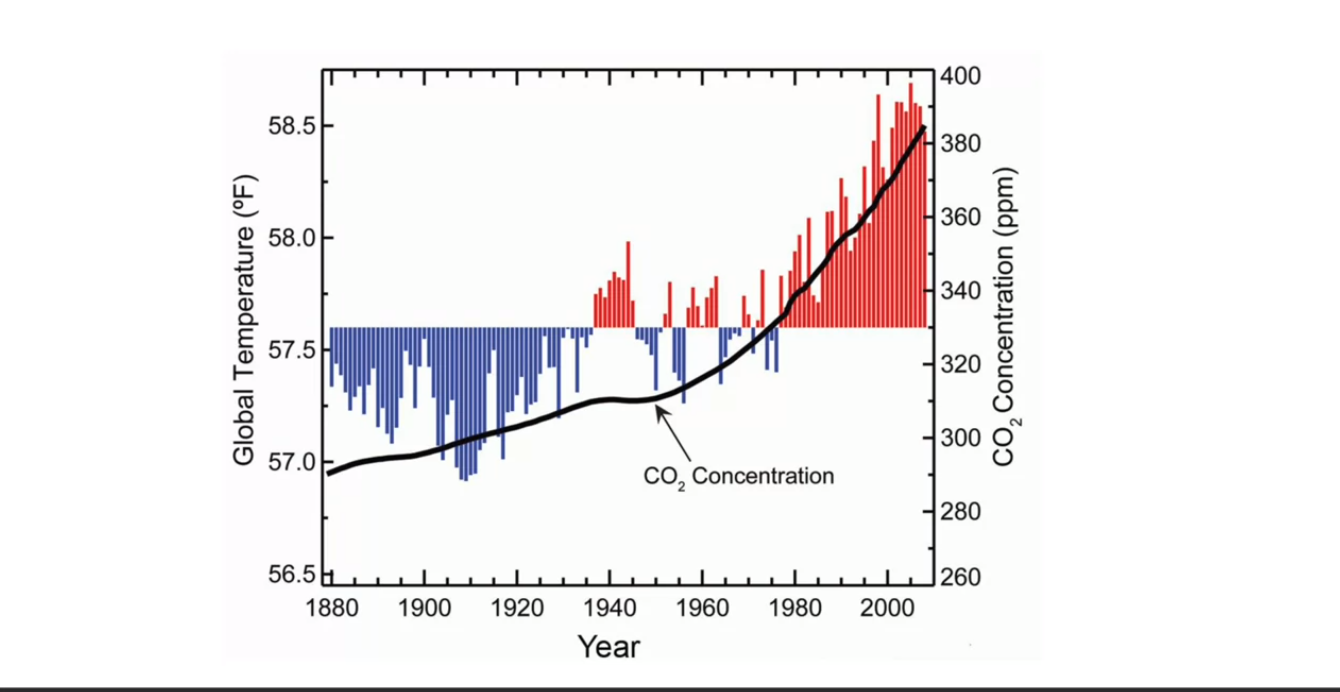 400
58.5
380
360
58.0
340
57.5
320
300
57.0
280
56.5
260
Global Temperature (ºF)
CO₂ Concentration (ppm)
CO₂ Concentration
1880 1900 1920 1940 1960 1980 2000
Year